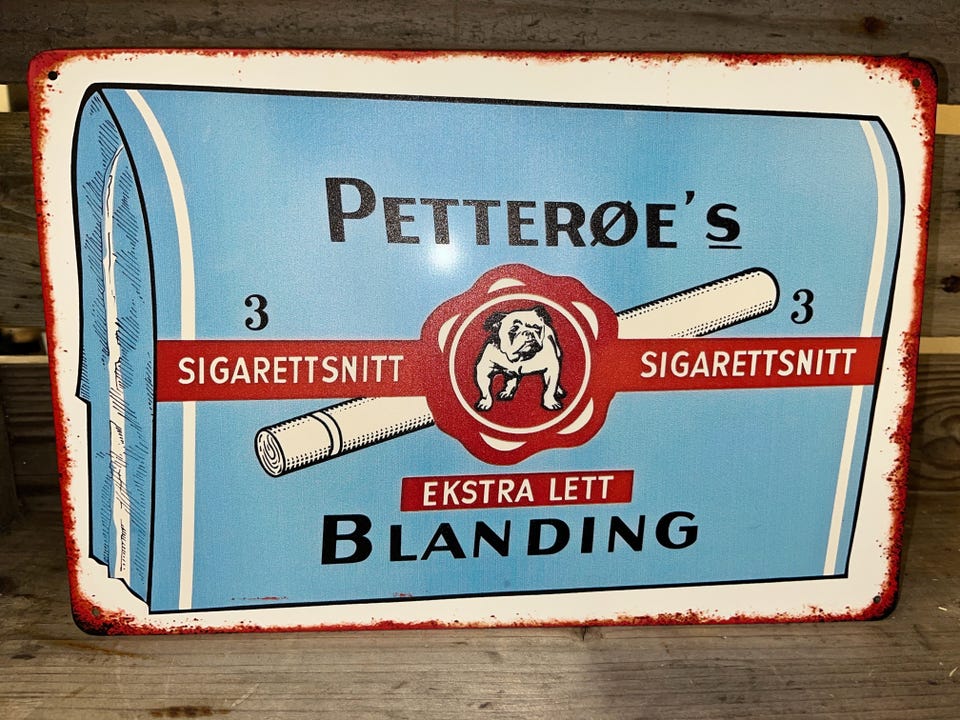 PETTERØE's
3 3
SIGARETTSNITT SIGARETTSNITT
EKSTRA LETT
BLANDING